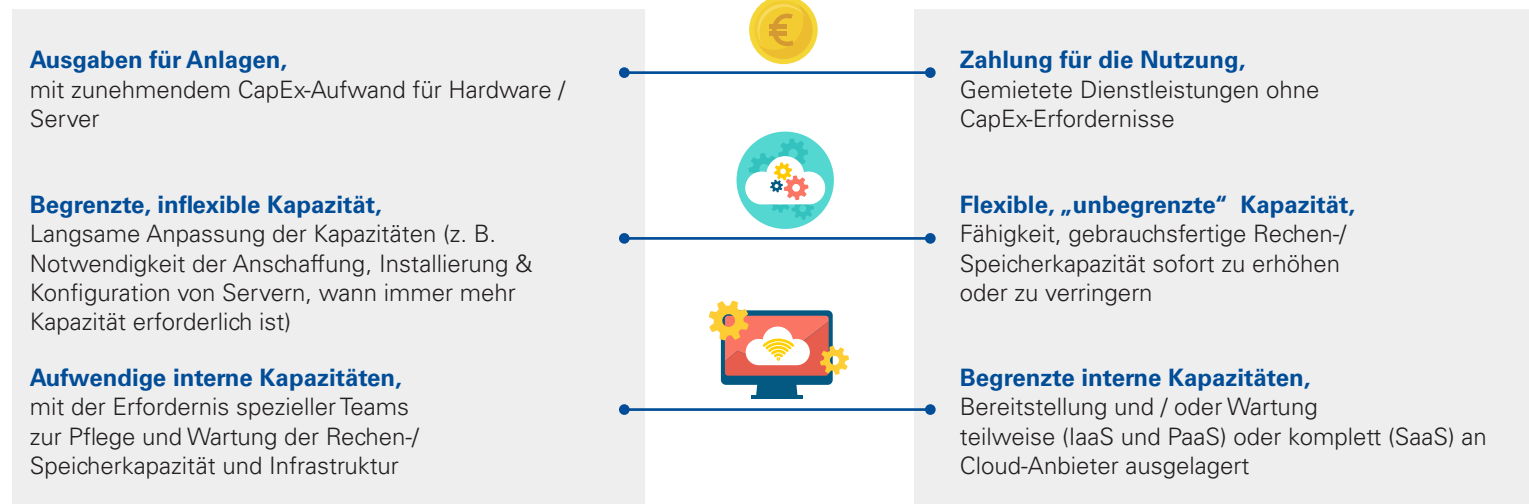 Ausgaben für Anlagen,
mit zunehmendem CapEx-Aufwand für Hardware /
Server
Begrenzte, inflexible Kapazität,
Langsame Anpassung der Kapazitäten (z. B.
Notwendigkeit der Anschaffung, Installierung &
Konfiguration von Servern, wann immer mehr
Kapazität erforderlich ist)
Aufwendige interne Kapazitäten,
mit der Erfordernis spezieller Teams
zur Pflege und Wartung der Rechen-/
Speicherkapazität und Infrastruktur
€
Zahlung für die Nutzung,
Gemietete Dienstleistungen ohne
CapEx-Erfordernisse
Flexible, „unbegrenzte“ Kapazität,
Fähigkeit, gebrauchsfertige Rechen-/
Speicherkapazität sofort zu erhöhen
oder zu verringern
Begrenzte interne Kapazitäten,
Bereitstellung und / oder Wartung
teilweise (IaaS und PaaS) oder komplett (SaaS) an
Cloud-Anbieter ausgelagert